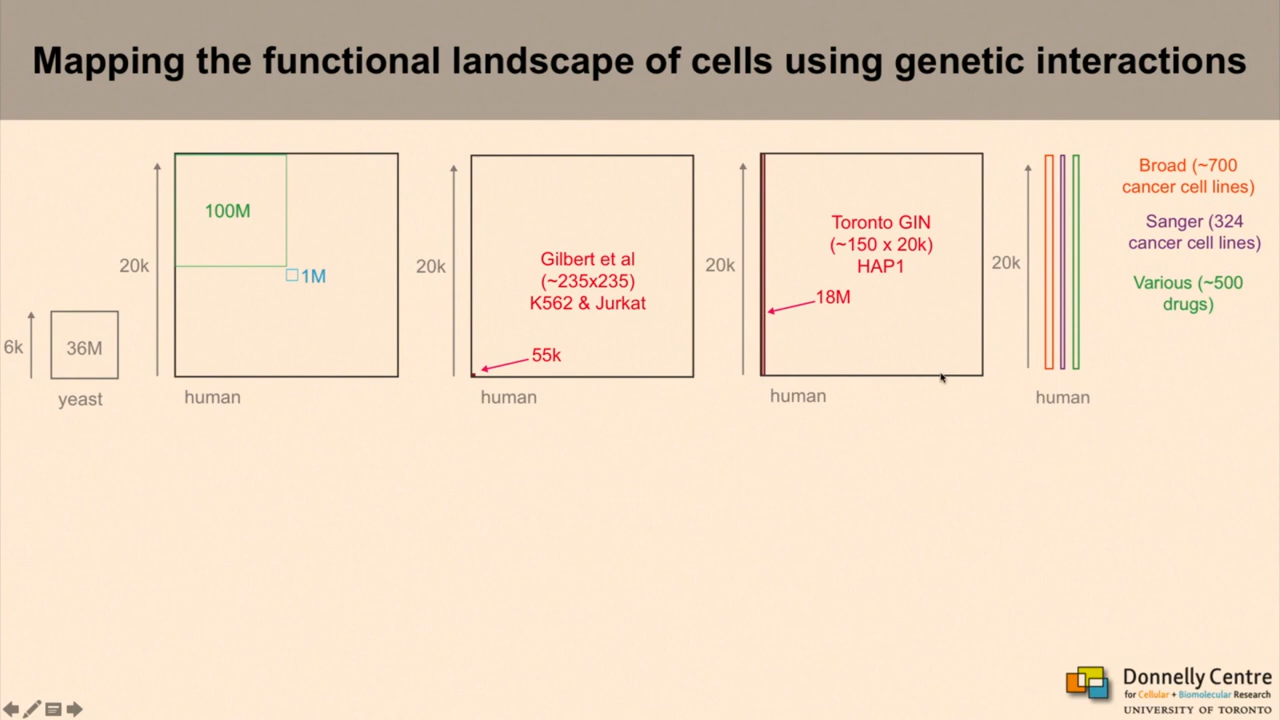 Mapping the functional landscape of cells using genetic interactions
6k
36M
yeast
20k
100M
1M
human
20k
Gilbert et al
(~235x235)
K562 & Jurkat
55k
human
20k
Toronto GIN
(~150 x 20k)
HAP1
18M
human
20k
human
Broad (~700
cancer cell lines)
Sanger (324
cancer cell lines)
Various (~500
drugs)
Donnelly Centre
for Cellular + Biomolecular Research
UNIVERSITY OF TORONTO